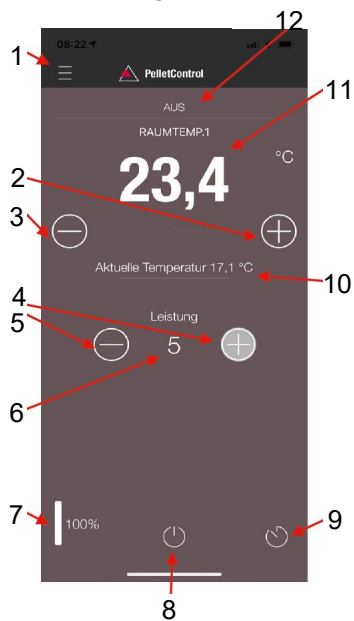 12
08:22
1
PelletControl
AUS
11
RAUMTEMP.1
23,4
°C
2
3
Aktuelle Temperatur 17,1 °C
10
4
5
Leistung
5
6
7
100%
9
8